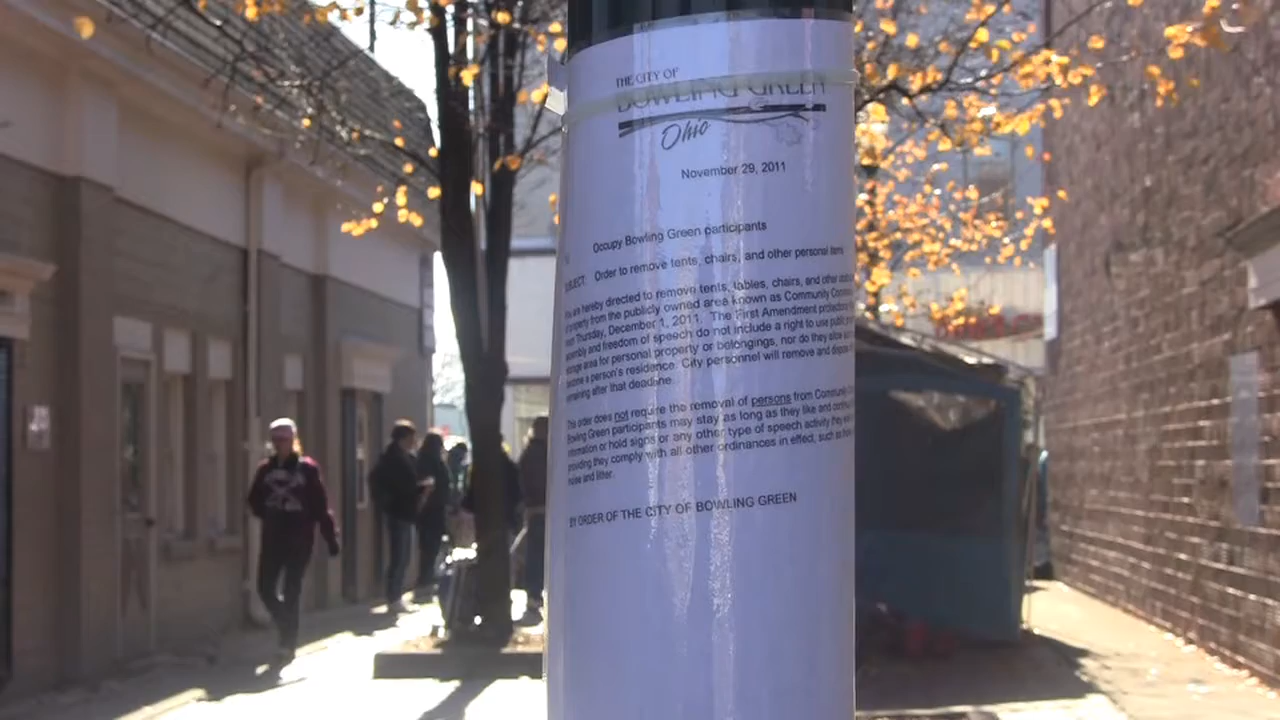 THE CITY OF
BOWLING GREEN
Ohio
November 29, 2011
Occupy Bowling Green participants
SUBJECT: Order to remove tents, chairs, and other personal items
You are hereby directed to remove tents, tables, chairs, and other
of property from the publicly owned area known as Community
noon Thursday, December 1, 2011. The First Amendment protections
assembly and freedom of speech do not include a right to use public
storage area for personal property or belongings, nor do they allow
become a person's residence. City personnel will remove and dispose
remaining after that deadline.
This order does not require the removal of persons from Community
Bowling Green participants may stay as long as they like and
information or hold signs or any other type of speech activity they
providing they comply with all other ordinances in effect, such as
noise and litter.
BY ORDER OF THE CITY OF BOWLING GREEN